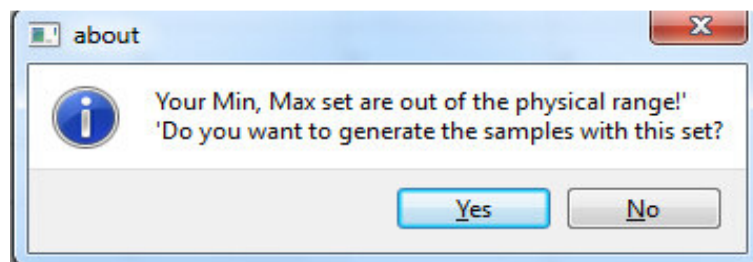 about
Your Min, Max set are out of the physical range!'
'Do you want to generate the samples with this set?
Yes
No